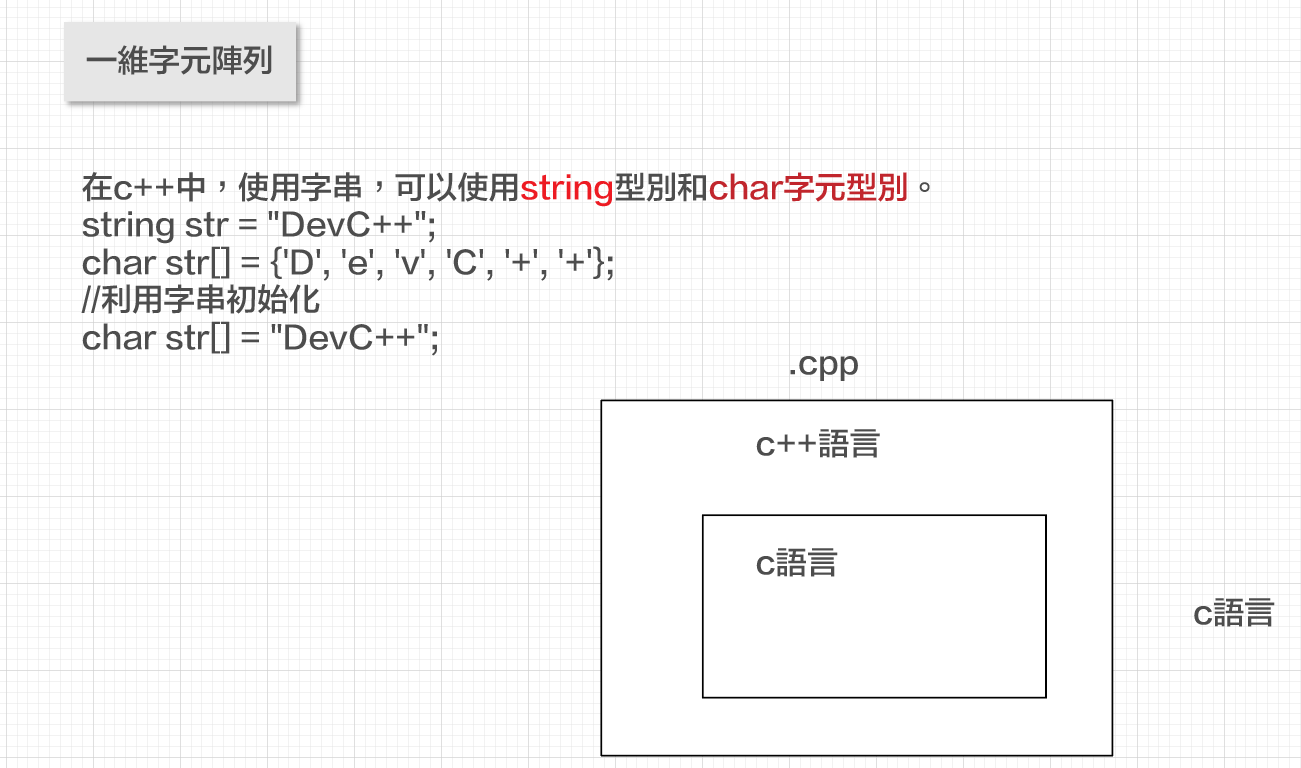 一維字元陣列
在c++中，使用字串，可以使用string型別和char字元型別。
string str = "DevC++";
char str[] = {'D', 'e', 'v', 'C', '+', '+'};
//利用字串初始化
char str[] = "DevC++";
.cpp
c++語言
c語言
c語言